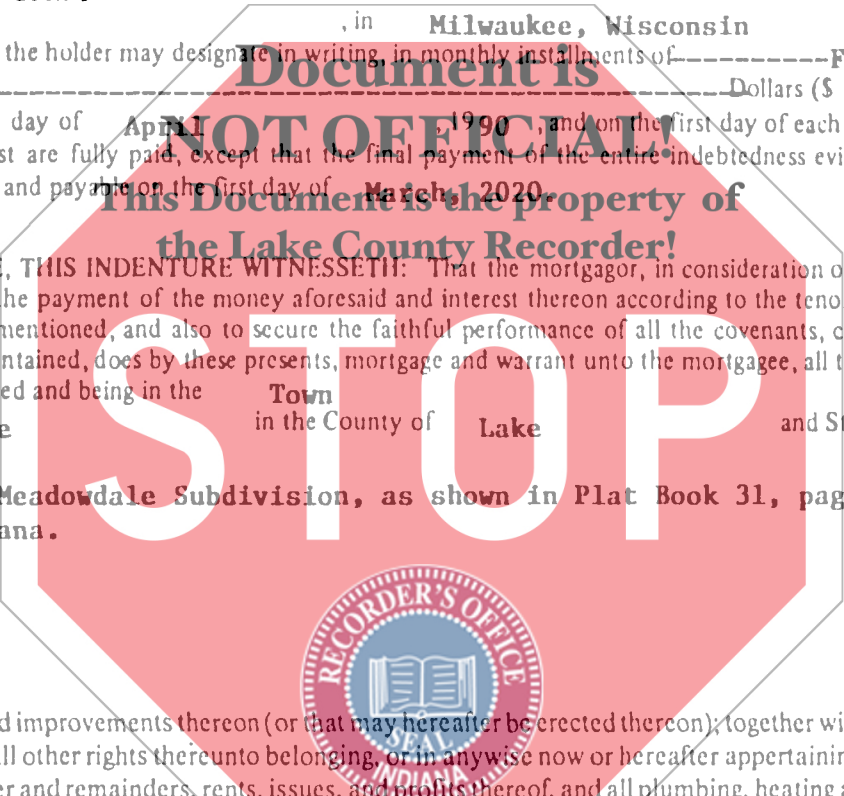 , in Milwaukee, Wisconsin
the holder may designate in writing, in monthly installments of
Document is
Dollars ($
day of April , 1990 , and on the first day of each
NOT OFFICIAL!
st are fully paid, except that the final payment of the entire indebtedness evi
and payable on the first day of March, 2020.
This Document is the property of
the Lake County Recorder!
, THIS INDENTURE WITNESSETH: That the mortgagor, in consideration o
he payment of the money aforesaid and interest thereon according to the teno
mentioned, and also to secure the faithful performance of all the covenants, c
ntained, does by these presents, mortgage and warrant unto the mortgagee, all t
ed and being in the Town
e in the County of Lake and St
STOP
Meadowdale Subdivision, as shown in Plat Book 31, pag
ana.
RECORDER'S OFFICE
SEAL
INDIANA
d improvements thereon (or that may hereafter be erected thereon); together wi
ll other rights thereunto belonging, or in anywise now or hereafter appertainin
er and remainders, rents, issues, and profits thereof, and all plumbing, heating a